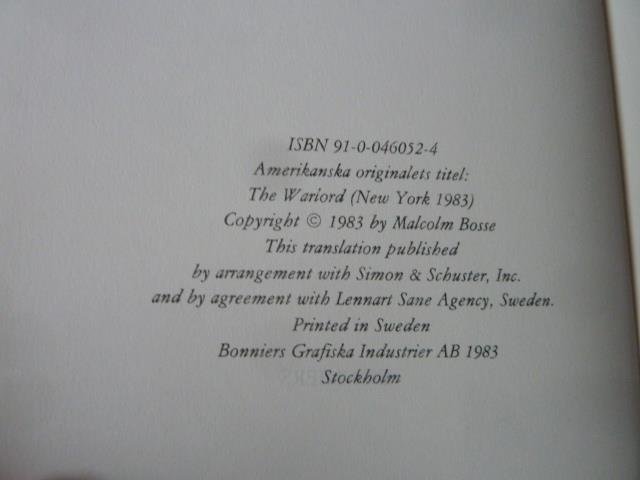 ISBN 91-0-046052-4
Amerikanska originalets titel:
The Warlord (New York 1983)
Copyright © 1983 by Malcolm Bosse
This translation published
by arrangement with Simon & Schuster, Inc.
and by agreement with Lennart Sane Agency, Sweden.
Printed in Sweden
Bonniers Grafiska Industrier AB 1983
Stockholm